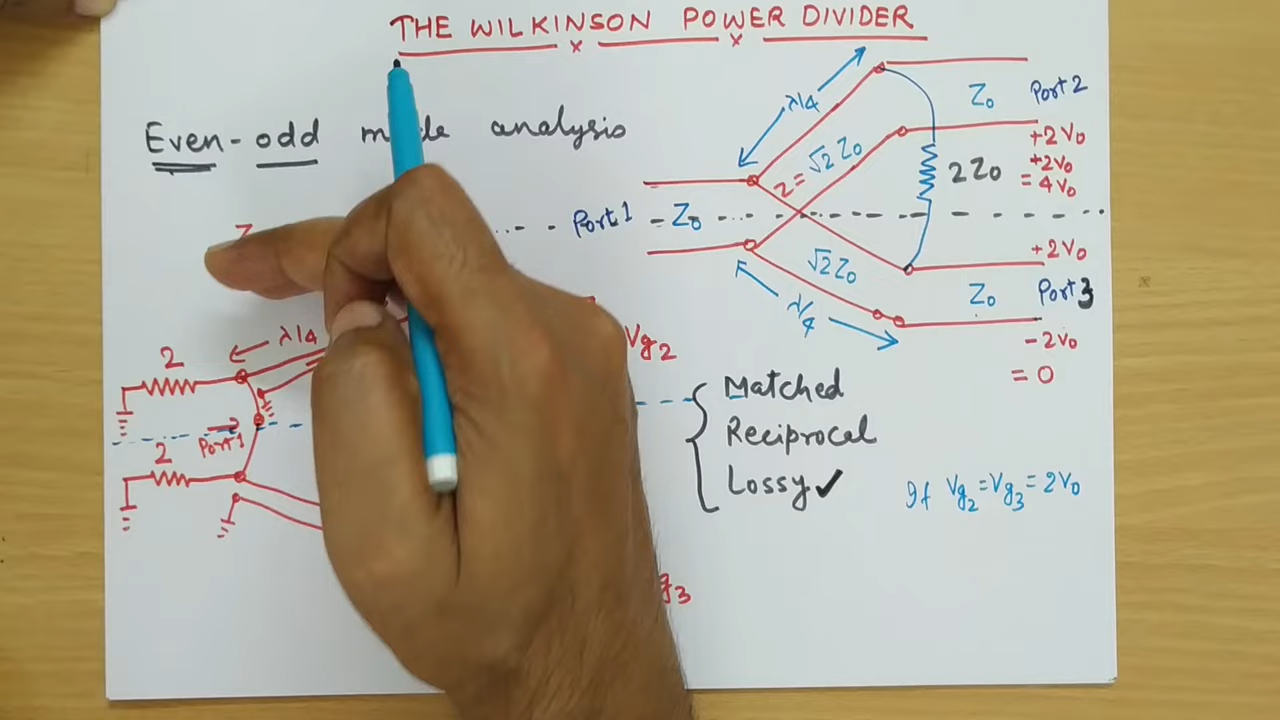 THE WILKINSON POWER DIVIDER
Even-odd analysis
λ/4
Z0
Port 2
+2V0
+2V0
= 4V0
Z = √2 Z0
2Z0
Port 1
Z0
√2 Z0
+2V0
Z0
Port 3
λ/4
-2V0
= 0
2
λ/4
Vg2
Port 1
2
Matched
Reciprocal
Lossy ✓
If Vg2 = Vg3 = 2V0